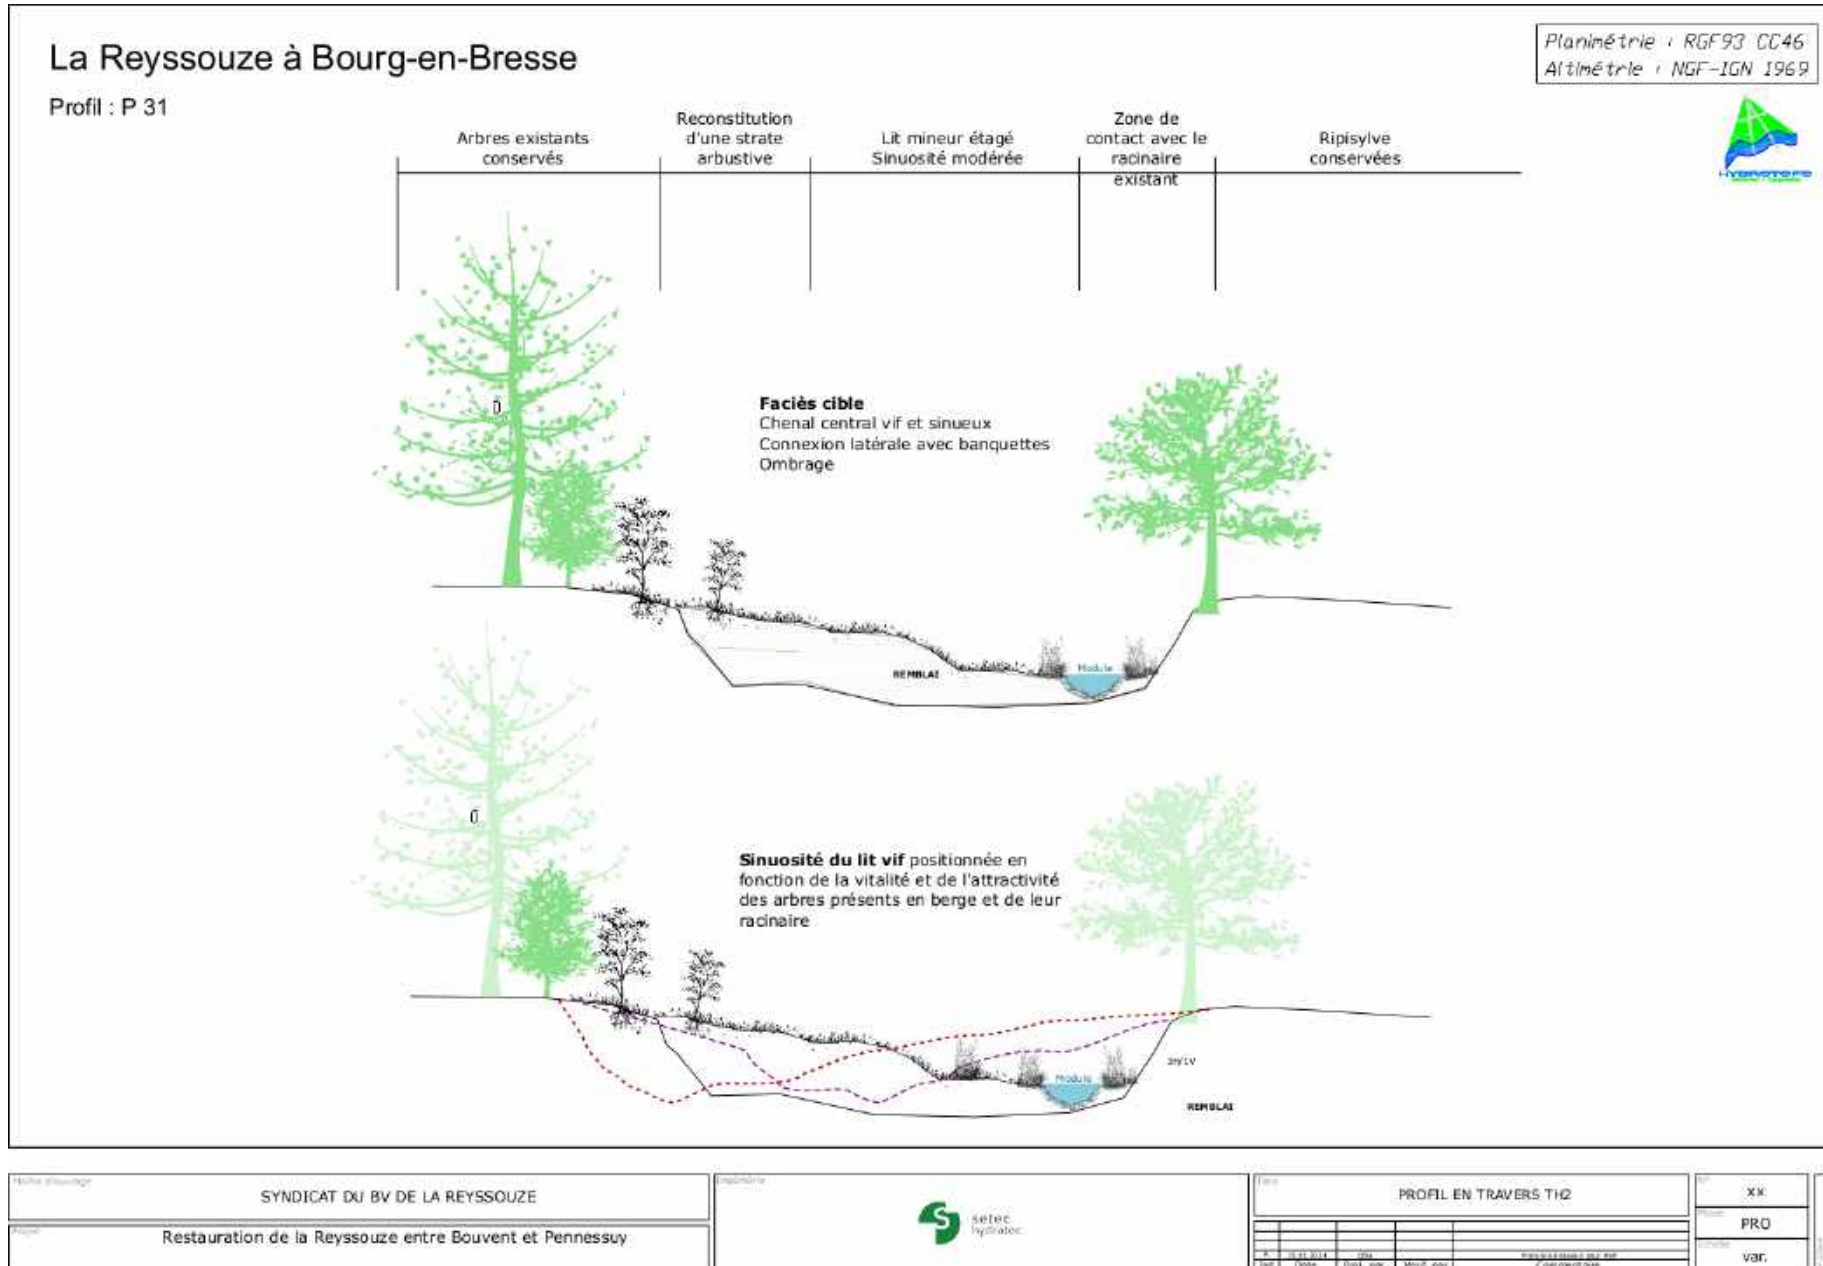 La Reyssouze à Bourg-en-Bresse
Profil : P 31
Planimétrie : RGF93 CC46
Altimétrie : NGF-IGN 1969
HYDROTOPO
Arbres existants
conservés
Reconstitution
d'une strate
arbustive
Lit mineur étagé
Sinuosité modérée
Zone de
contact avec le
racinaire
existant
Ripisylve
conservées
Faciès cible
Chenal central vif et sinueux
Connexion latérale avec banquettes
Ombrage
REMBLAI
Module
Sinuosité du lit vif positionnée en
fonction de la vitalité et de l'attractivité
des arbres présents en berge et de leur
racinaire
Module
REMBLAI
SYNDICAT DU BV DE LA REYSSOUZE
Restauration de la Reyssouze entre Bouvent et Pennessuy
setec
hydratec
PROFIL EN TRAVERS TH2
xx
PRO
var.